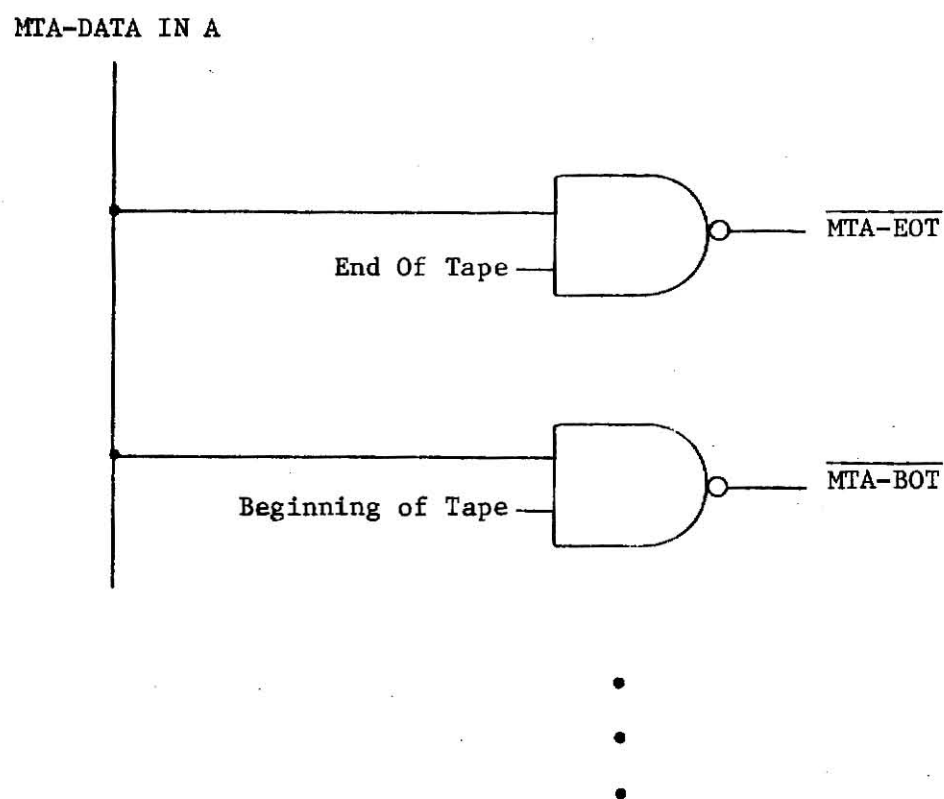 MTA-DATA IN A
MTA-EOT
End Of Tape
MTA-BOT
Beginning of Tape